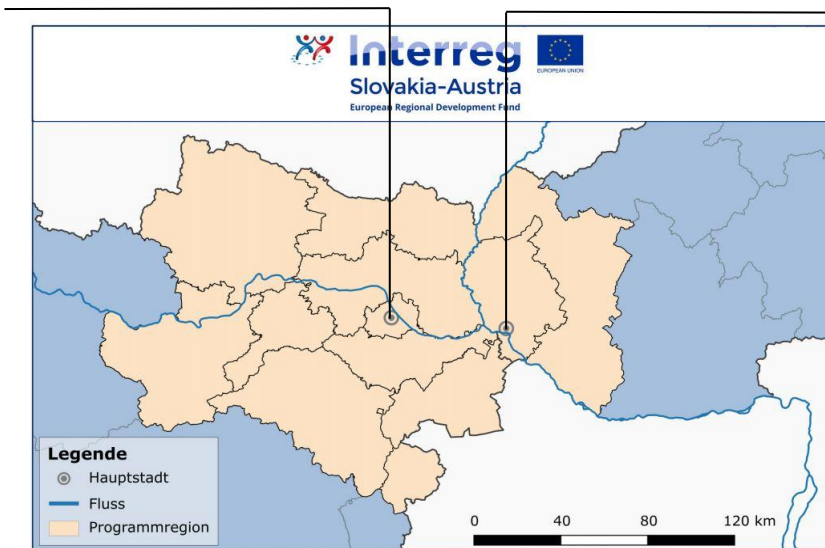 Interreg
EUROPEAN UNION
Slovakia-Austria
European Regional Development Fund
Legende
Hauptstadt
Fluss
Programmregion
0 40 80 120 km